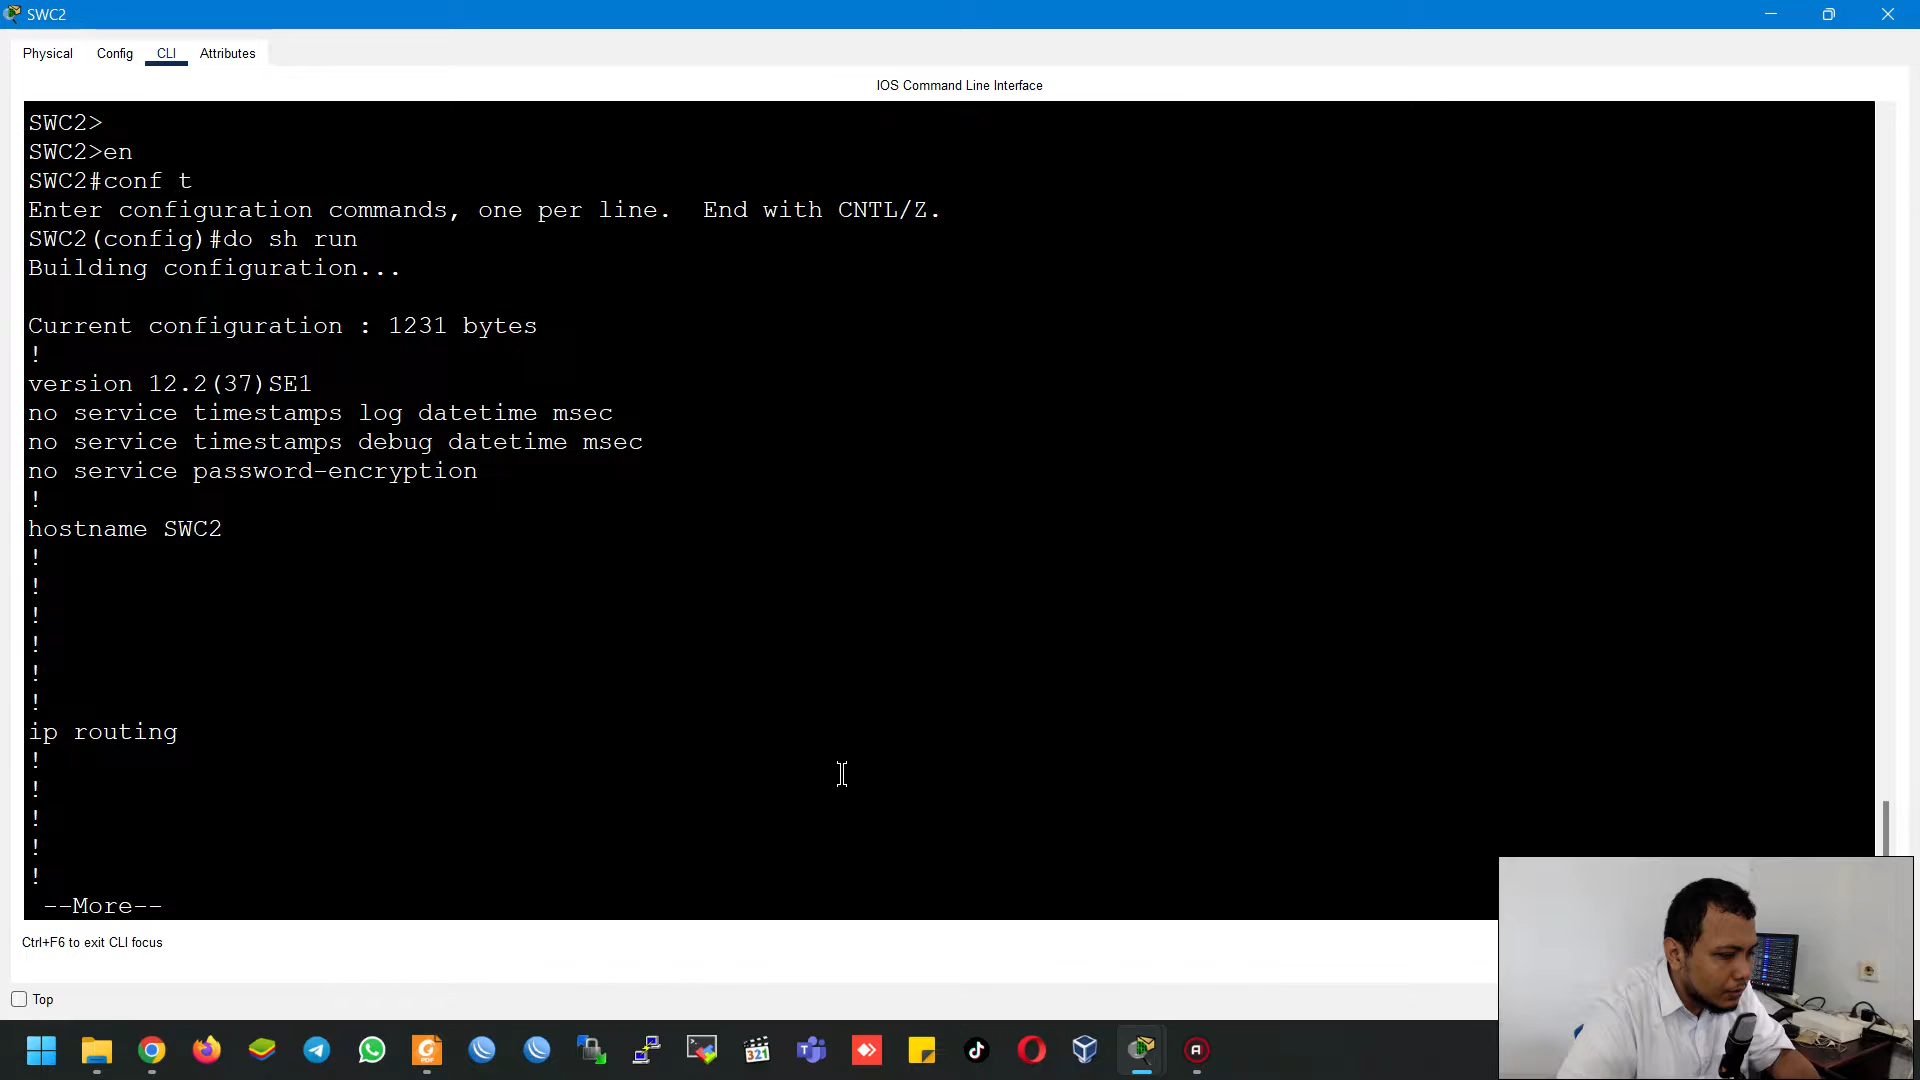 SWC2
Physical Config CLI Attributes
IOS Command Line Interface
SWC2>
SWC2>en
SWC2#conf t
Enter configuration commands, one per line.  End with CNTL/Z.
SWC2(config)#do sh run
Building configuration...
Current configuration : 1231 bytes
!
version 12.2(37)SE1
no service timestamps log datetime msec
no service timestamps debug datetime msec
no service password-encryption
!
hostname SWC2
!
!
!
!
!
!
ip routing
!
!
!
!
!
--More--
Ctrl+F6 to exit CLI focus
Top
PDF
321